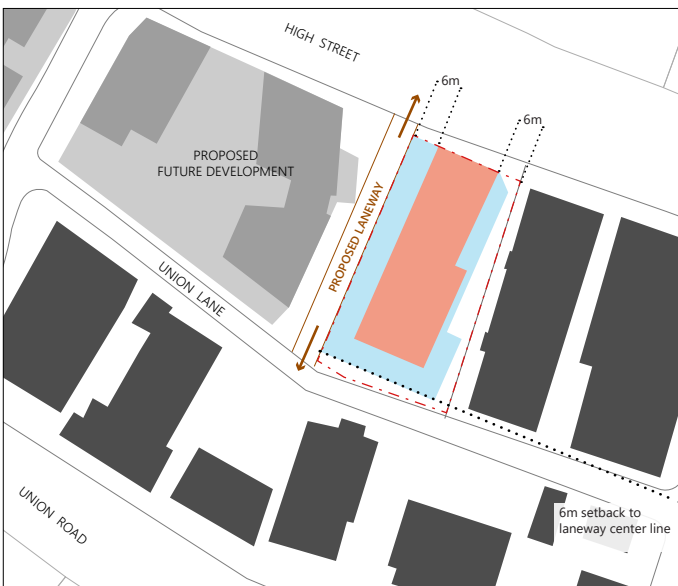 HIGH STREET
6m
6m
PROPOSED
FUTURE DEVELOPMENT
PROPOSED LANEWAY
UNION LANE
UNION ROAD
6m setback to
laneway center line